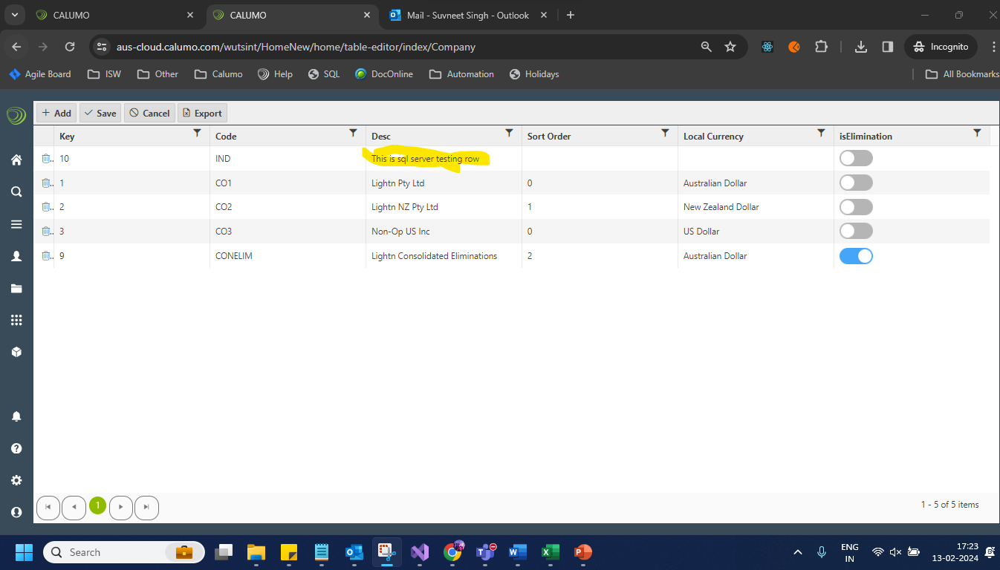 CALUMO
CALUMO
Mail - Suvneet Singh - Outlook
aus-cloud.calumo.com/wutsint/HomeNew/home/table-editor/index/Company
Incognito
Agile Board ISW Other Calumo Help SQL DocOnline Automation Holidays All Bookmarks
Add Save Cancel Export
Key Code Desc Sort Order Local Currency isElimination
10 IND This is sql server testing row
1 CO1 Lightn Pty Ltd 0 Australian Dollar
2 CO2 Lightn NZ Pty Ltd 1 New Zealand Dollar
3 CO3 Non-Op US Inc 0 US Dollar
9 CONELIM Lightn Consolidated Eliminations 2 Australian Dollar
1
1 - 5 of 5 items
Search
ENG
IN
17:23
13-02-2024